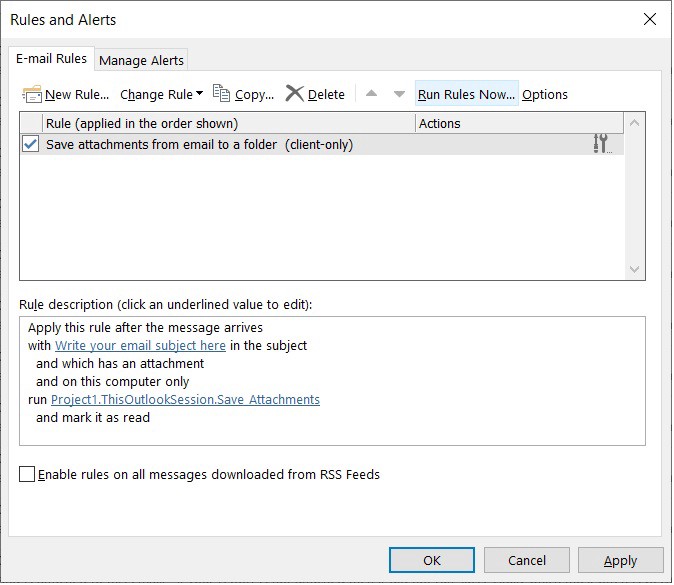 Rules and Alerts
E-mail Rules
Manage Alerts
New Rule... Change Rule Copy... Delete Run Rules Now... Options
Rule (applied in the order shown) Actions
Save attachments from email to a folder (client-only)
Rule description (click an underlined value to edit):
Apply this rule after the message arrives
with Write your email subject here in the subject
and which has an attachment
and on this computer only
run Project1.ThisOutlookSession.Save_Attachments
and mark it as read
Enable rules on all messages downloaded from RSS Feeds
OK Cancel Apply